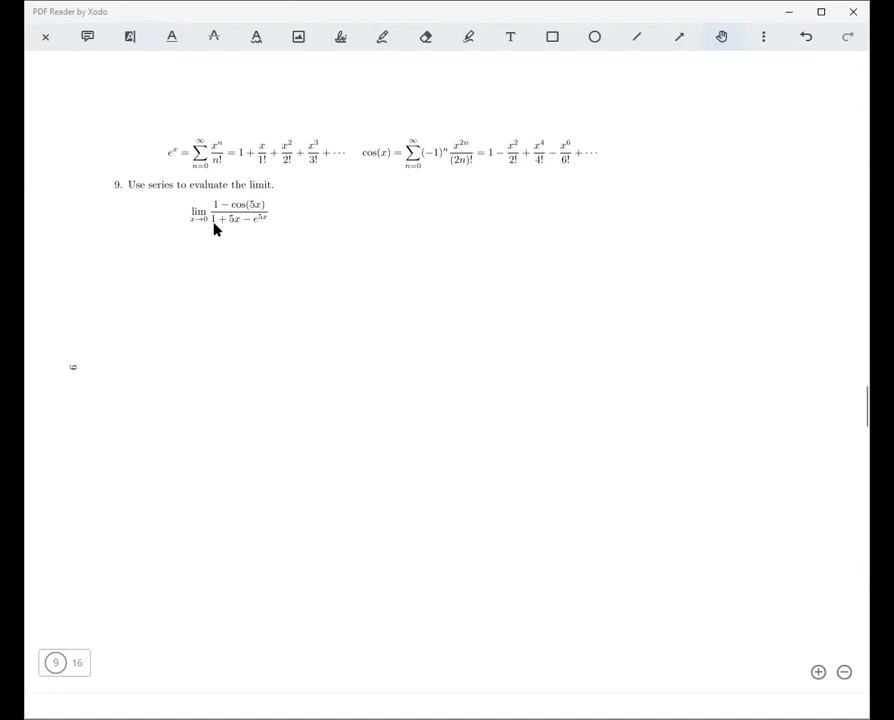 PDF Reader by Xodo
e^x = ∑_{n=0}^{∞} x^n/n! = 1 + x/1! + x^2/2! + x^3/3! + ⋯ cos(x) = ∑_{n=0}^{∞} (−1)^n x^{2n}/(2n)! = 1 − x^2/2! + x^4/4! − x^6/6! + ⋯
9. Use series to evaluate the limit.
lim_{x→0} (1 − cos(5x))/(1 + 5x − e^{5x})
9
9 16